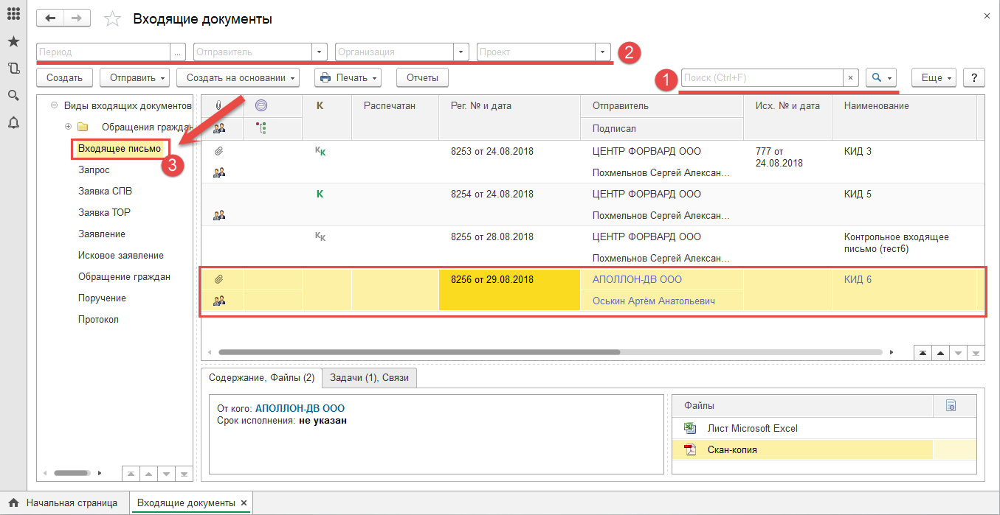 Входящие документы
Период
...
Отправитель
Организация
Проект
2
Создать
Отправить
Создать на основании
Печать
Отчеты
1
Поиск (Ctrl+F)
×
Еще
?
Виды входящих документов
Обращения граждан
Входящее письмо
3
Запрос
Заявка СПВ
Заявка ТОР
Заявление
Исковое заявление
Обращение граждан
Поручение
Протокол
К
Распечатан
Рег. № и дата
Отправитель
Исх. № и дата
Наименование
Подписал
КК
8253 от 24.08.2018
ЦЕНТР ФОРВАРД ООО
777 от
24.08.2018
КИД 3
Похмельнов Сергей Алексан...
К
8254 от 24.08.2018
ЦЕНТР ФОРВАРД ООО
КИД 5
Похмельнов Сергей Алексан...
КК
8255 от 28.08.2018
ЦЕНТР ФОРВАРД ООО
Контрольное входящее
письмо (тест6)
Похмельнов Сергей Алексан...
8256 от 29.08.2018
АПОЛЛОН-ДВ ООО
КИД 6
Оськин Артём Анатольевич
Содержание, Файлы (2)
Задачи (1), Связи
От кого: АПОЛЛОН-ДВ ООО
Срок исполнения: не указан
Файлы
Лист Microsoft Excel
Скан-копия
Начальная страница
Входящие документы ×